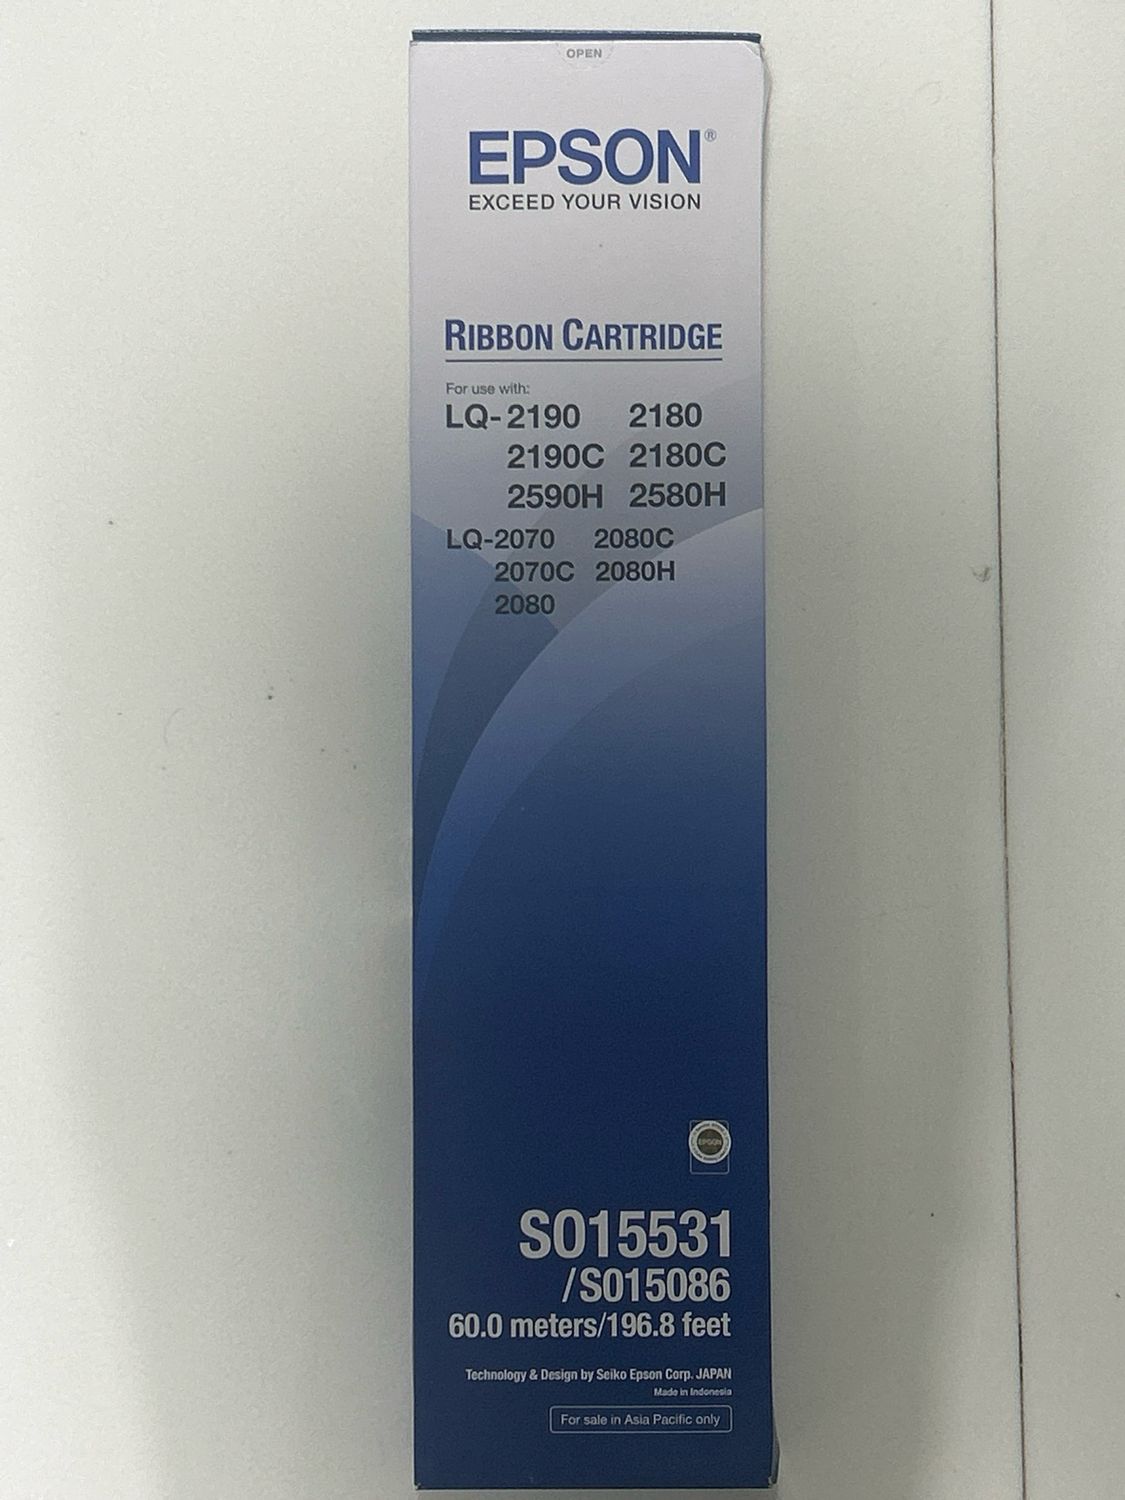 OPEN
EPSON®
EXCEED YOUR VISION
RIBBON CARTRIDGE
For use with:
LQ-2190 2180
2190C 2180C
2590H 2580H
LQ-2070 2080C
2070C 2080H
2080
EPSON
S015531
/S015086
60.0 meters/196.8 feet
Technology & Design by Seiko Epson Corp. JAPAN
Made in Indonesia
For sale in Asia Pacific only